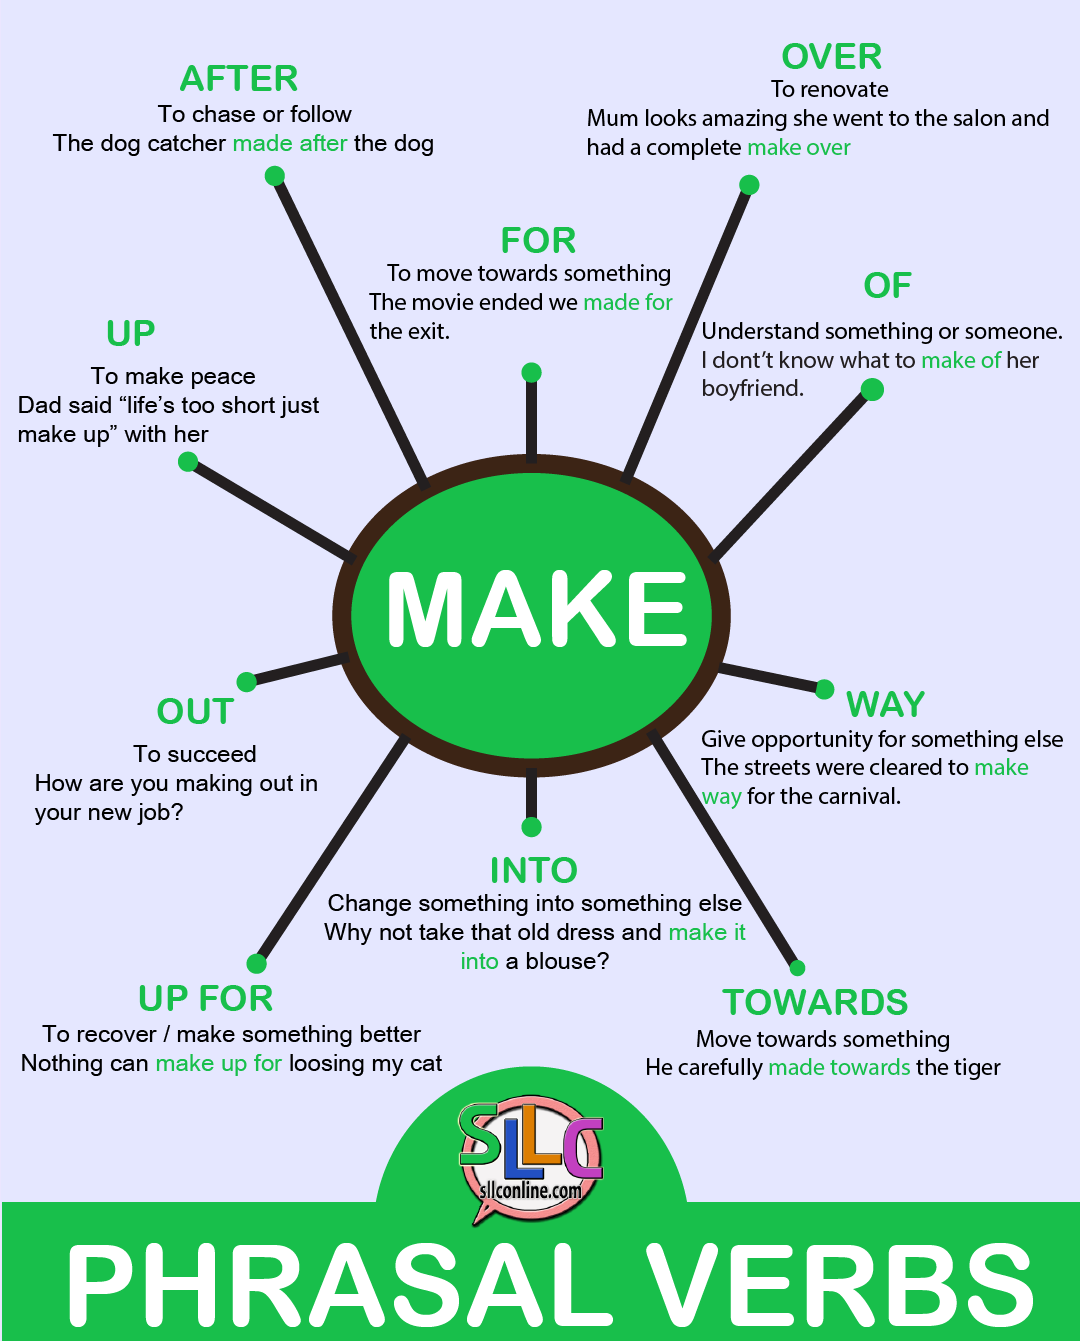 AFTER
To chase or follow
The dog catcher made after the dog
OVER
To renovate
Mum looks amazing she went to the salon and
had a complete make over
FOR
To move towards something
The movie ended we made for
the exit.
OF
Understand something or someone.
I dont't know what to make of her
boyfriend.
UP
To make peace
Dad said “life's too short just
make up” with her
MAKE
OUT
To succeed
How are you making out in
your new job?
WAY
Give opportunity for something else
The streets were cleared to make
way for the carnival.
INTO
Change something into something else
Why not take that old dress and make it
into a blouse?
UP FOR
To recover / make something better
Nothing can make up for loosing my cat
TOWARDS
Move towards something
He carefully made towards the tiger
SLLC
sllconline.com
PHRASAL VERBS